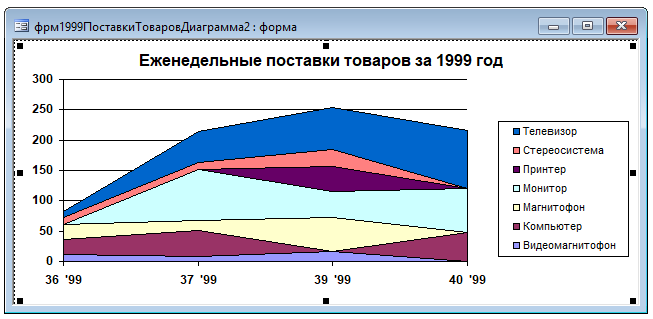 фрм1999ПоставкиТоваровДиаграмма2 : форма
Еженедельные поставки товаров за 1999 год
300
250
200
150
100
50
0
36 '99 37 '99 39 '99 40 '99
Телевизор
Стереосистема
Принтер
Монитор
Магнитофон
Компьютер
Видеомагнитофон